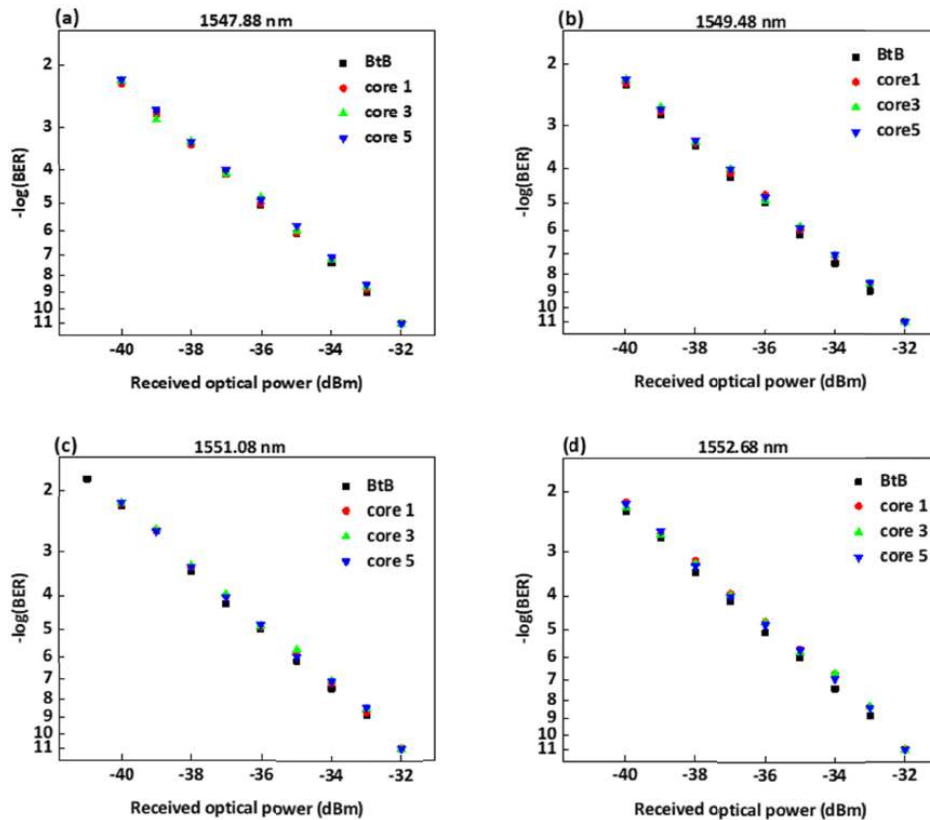 (a) 1547.88 nm
BtB
core 1
core 3
core 5
-log(BER)
2
3
4
5
6
7
8
9
10
11
-40 -38 -36 -34 -32
Received optical power (dBm)
(b) 1549.48 nm
BtB
core1
core3
core5
-log(BER)
2
3
4
5
6
7
8
9
10
11
-40 -38 -36 -34 -32
Received optical power (dBm)
(c) 1551.08 nm
BtB
core 1
core 3
core 5
-log(BER)
2
3
4
5
6
7
8
9
10
11
-40 -38 -36 -34 -32
Received optical power (dBm)
(d) 1552.68 nm
BtB
core 1
core 3
core 5
-log(BER)
2
3
4
5
6
7
8
9
10
11
-40 -38 -36 -34 -32
Received optical power (dBm)